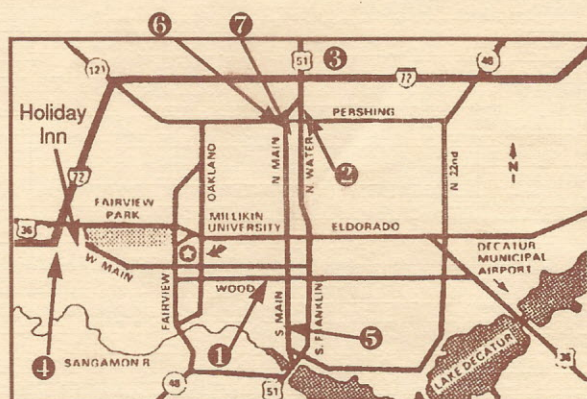 6
7
121
51
3
72
48
Holiday
Inn
PERSHING
OAKLAND
N MAIN
N WATER
2
N 22nd
N
72
FAIRVIEW
PARK
MILLIKIN
UNIVERSITY
ELDORADO
36
W. MAIN
DECATUR
MUNICIPAL
AIRPORT
FAIRVIEW
WOOD
S. MAIN
S. FRANKLIN
4
SANGAMON R.
1
5
LAKE DECATUR
36
48
51